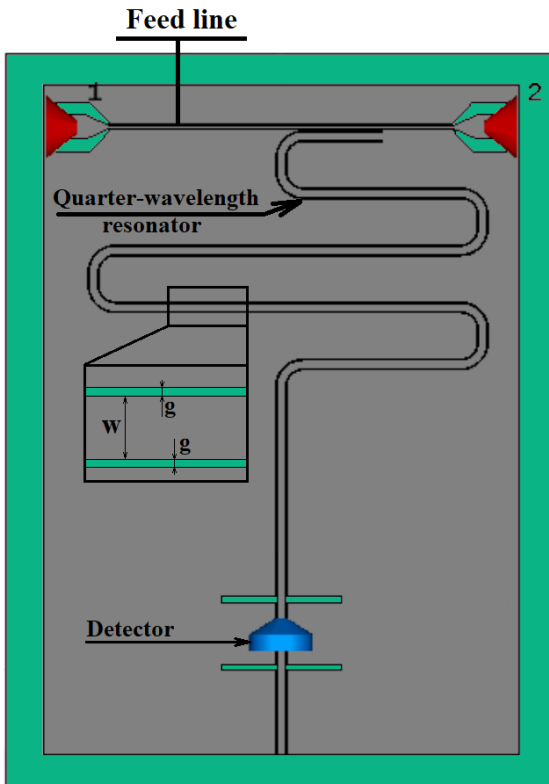 Feed line
1
2
Quarter-wavelength
resonator
g
W
g
Detector